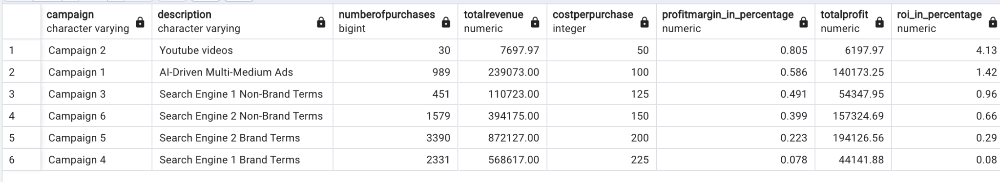 campaign description numberofpurchases totalrevenue costperpurchase profitmargin_in_percentage totalprofit roi_in_percentage
character varying character varying bigint numeric integer numeric numeric numeric
1 Campaign 2 Youtube videos 30 7697.97 50 0.805 6197.97 4.13
2 Campaign 1 AI-Driven Multi-Medium Ads 989 239073.00 100 0.586 140173.25 1.42
3 Campaign 3 Search Engine 1 Non-Brand Terms 451 110723.00 125 0.491 54347.95 0.96
4 Campaign 6 Search Engine 2 Non-Brand Terms 1579 394175.00 150 0.399 157324.69 0.66
5 Campaign 5 Search Engine 2 Brand Terms 3390 872127.00 200 0.223 194126.56 0.29
6 Campaign 4 Search Engine 1 Brand Terms 2331 568617.00 225 0.078 44141.88 0.08